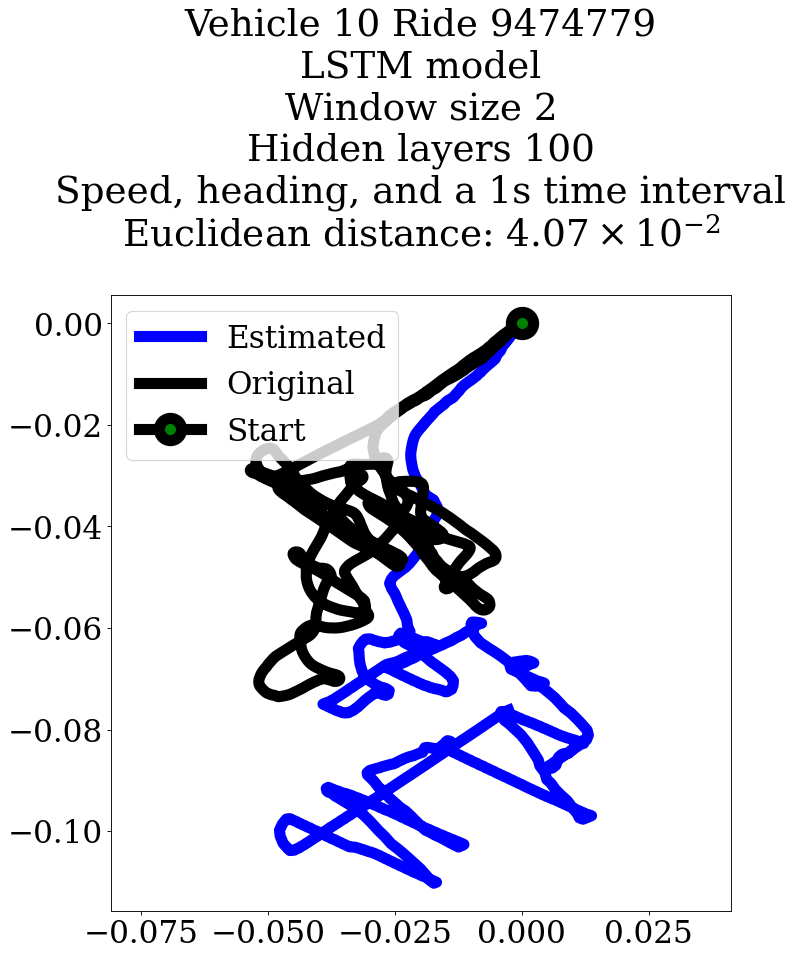 Vehicle 10 Ride 9474779
LSTM model
Window size 2
Hidden layers 100
Speed, heading, and a 1s time interval
Euclidean distance: 4.07 × 10⁻²
Estimated
Original
Start
0.00
−0.02
−0.04
−0.06
−0.08
−0.10
−0.075 −0.050 −0.025 0.000 0.025